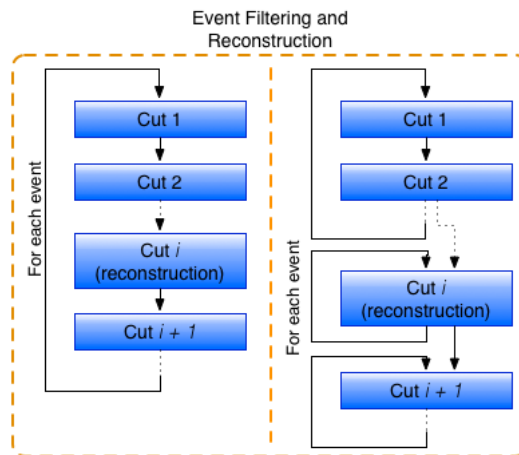 Event Filtering and
Reconstruction
For each event
Cut 1
Cut 2
Cut i
(reconstruction)
Cut i + 1
For each event
Cut 1
Cut 2
Cut i
(reconstruction)
Cut i + 1